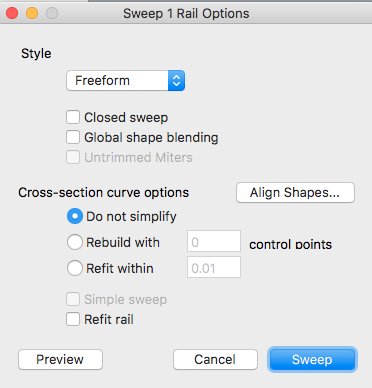 Sweep 1 Rail Options
Style
Freeform
Closed sweep
Global shape blending
Untrimmed Miters
Cross-section curve options
Align Shapes...
Do not simplify
Rebuild with 0 control points
Refit within 0.01
Simple sweep
Refit rail
Preview Cancel Sweep